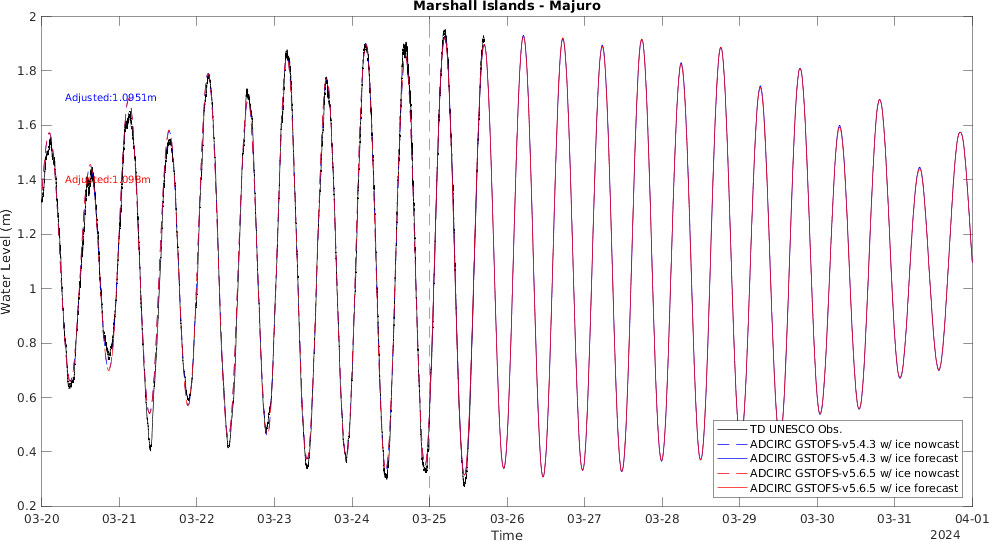 Marshall Islands - Majuro
Water Level (m)
2
1.8
1.6
1.4
1.2
1
0.8
0.6
0.4
0.2
Adjusted:1.0951m
Adjusted:1.098m
TD UNESCO Obs.
ADCIRC GSTOFS-v5.4.3 w/ ice nowcast
ADCIRC GSTOFS-v5.4.3 w/ ice forecast
ADCIRC GSTOFS-v5.6.5 w/ ice nowcast
ADCIRC GSTOFS-v5.6.5 w/ ice forecast
03-20 03-21 03-22 03-23 03-24 03-25 03-26 03-27 03-28 03-29 03-30 03-31 04-01
Time
2024